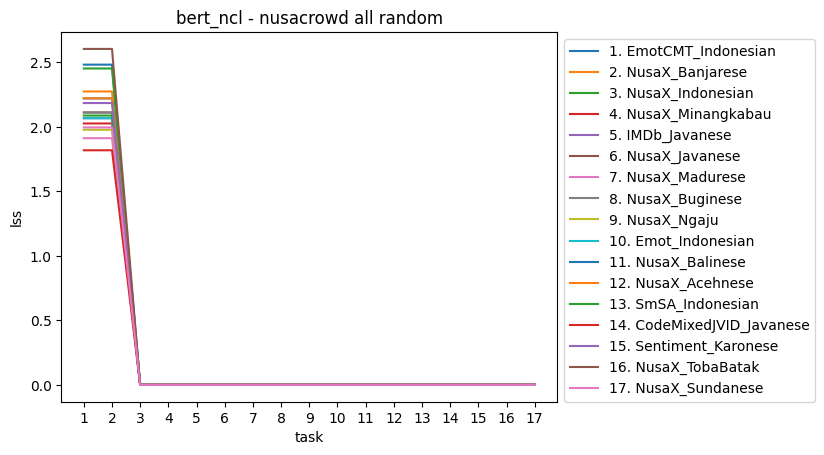 bert_ncl - nusacrowd all random
lss
2.5
2.0
1.5
1.0
0.5
0.0
1 2 3 4 5 6 7 8 9 10 11 12 13 14 15 16 17
task
1. EmotCMT_Indonesian
2. NusaX_Banjarese
3. NusaX_Indonesian
4. NusaX_Minangkabau
5. IMDb_Javanese
6. NusaX_Javanese
7. NusaX_Madurese
8. NusaX_Buginese
9. NusaX_Ngaju
10. Emot_Indonesian
11. NusaX_Balinese
12. NusaX_Acehnese
13. SmSA_Indonesian
14. CodeMixedJVID_Javanese
15. Sentiment_Karonese
16. NusaX_TobaBatak
17. NusaX_Sundanese